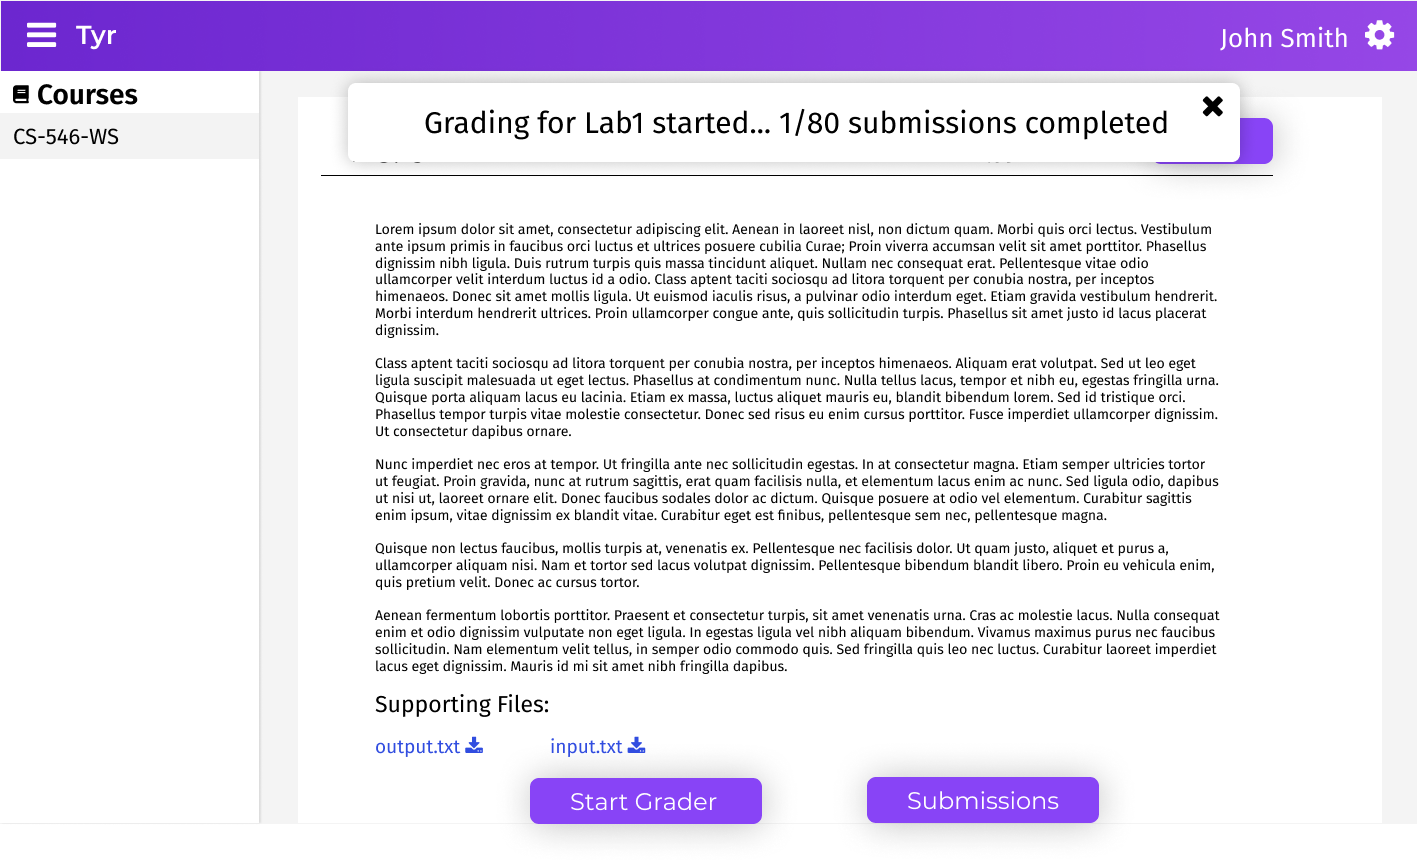 Tyr
John Smith
Courses
CS-546-WS
Grading for Lab1 started... 1/80 submissions completed
Lorem ipsum dolor sit amet, consectetur adipiscing elit. Aenean in laoreet nisl, non dictum quam. Morbi quis orci lectus. Vestibulum
ante ipsum primis in faucibus orci luctus et ultrices posuere cubilia Curae; Proin viverra accumsan velit sit amet porttitor. Phasellus
dignissim nibh ligula. Duis rutrum turpis quis massa tincidunt aliquet. Nullam nec consequat erat. Pellentesque vitae odio
ullamcorper velit interdum luctus id a odio. Class aptent taciti sociosqu ad litora torquent per conubia nostra, per inceptos
himenaeos. Donec sit amet mollis ligula. Ut euismod iaculis risus, a pulvinar odio interdum eget. Etiam gravida vestibulum hendrerit.
Morbi interdum hendrerit ultrices. Proin ullamcorper congue ante, quis sollicitudin turpis. Phasellus sit amet justo id lacus placerat
dignissim.
Class aptent taciti sociosqu ad litora torquent per conubia nostra, per inceptos himenaeos. Aliquam erat volutpat. Sed ut leo eget
ligula suscipit malesuada ut eget lectus. Phasellus at condimentum nunc. Nulla tellus lacus, tempor et nibh eu, egestas fringilla urna.
Quisque porta aliquam lacus eu lacinia. Etiam ex massa, luctus aliquet mauris eu, blandit bibendum lorem. Sed id tristique orci.
Phasellus tempor turpis vitae molestie consectetur. Donec sed risus eu enim cursus porttitor. Fusce imperdiet ullamcorper dignissim.
Ut consectetur dapibus ornare.
Nunc imperdiet nec eros at tempor. Ut fringilla ante nec sollicitudin egestas. In at consectetur magna. Etiam semper ultricies tortor
ut feugiat. Proin gravida, nunc at rutrum sagittis, erat quam facilisis nulla, et elementum lacus enim ac nunc. Sed ligula odio, dapibus
ut nisi ut, laoreet ornare elit. Donec faucibus sodales dolor ac dictum. Quisque posuere at odio vel elementum. Curabitur sagittis
enim ipsum, vitae dignissim ex blandit vitae. Curabitur eget est finibus, pellentesque sem nec, pellentesque magna.
Quisque non lectus faucibus, mollis turpis at, venenatis ex. Pellentesque nec facilisis dolor. Ut quam justo, aliquet et purus a,
ullamcorper aliquam nisi. Nam et tortor sed lacus volutpat dignissim. Pellentesque bibendum blandit libero. Proin eu vehicula enim,
quis pretium velit. Donec ac cursus tortor.
Aenean fermentum lobortis porttitor. Praesent et consectetur turpis, sit amet venenatis urna. Cras ac molestie lacus. Nulla consequat
enim et odio dignissim vulputate non eget ligula. In egestas ligula vel nibh aliquam bibendum. Vivamus maximus purus nec faucibus
sollicitudin. Nam elementum velit tellus, in semper odio commodo quis. Sed fringilla quis leo nec luctus. Curabitur laoreet imperdiet
lacus eget dignissim. Mauris id mi sit amet nibh fringilla dapibus.
Supporting Files:
output.txt input.txt
Start Grader Submissions